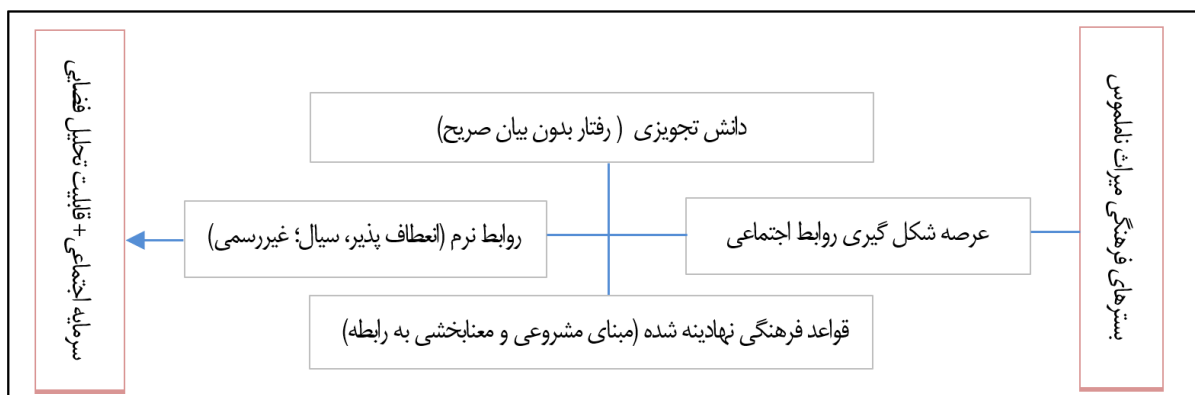 بسترهای فرهنگی میراث ناملموس
دانش تجویزی ( رفتار بدون بیان صریح)
عرصه شکل گیری روابط اجتماعی
روابط نرم (انعطاف پذیر، سیال؛ غیررسمی)
قواعد فرهنگی نهادینه شده (مبنای مشروعی و معنابخشی به رابطه)
سرمایه اجتماعی + قابلیت تحلیل فضایی